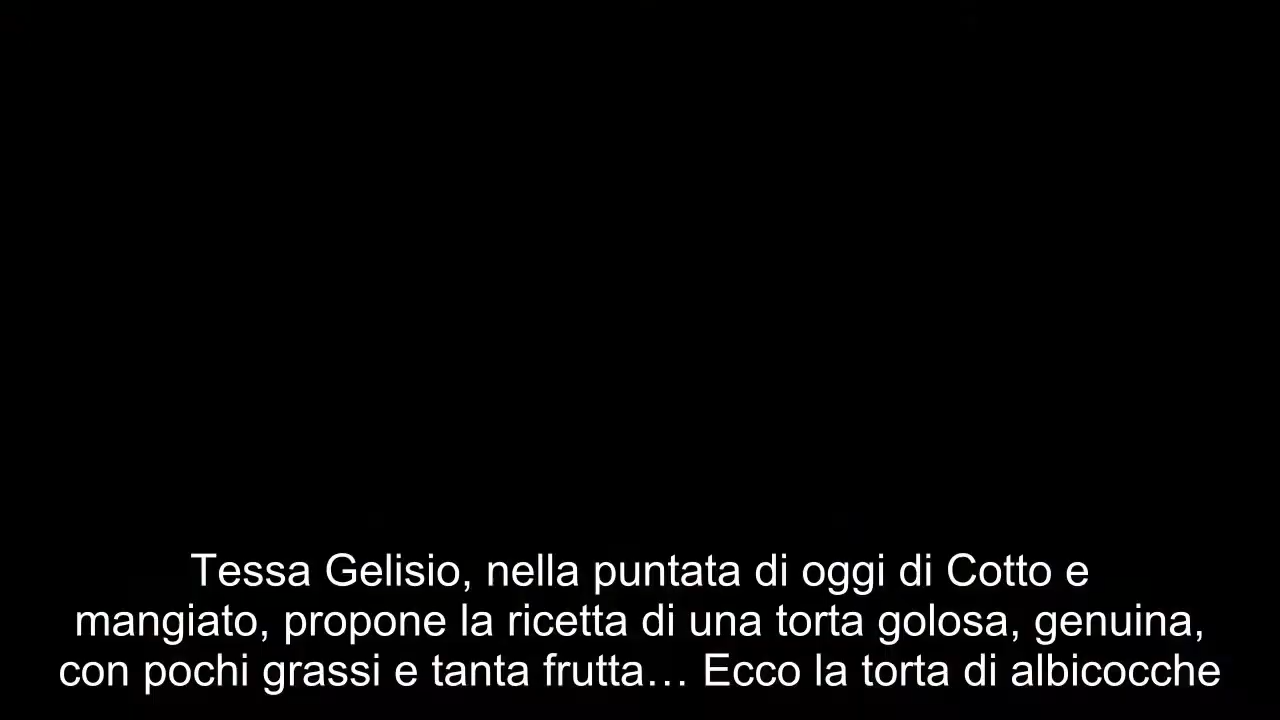 Tessa Gelisio, nella puntata di oggi di Cotto e
mangiato, propone la ricetta di una torta golosa, genuina,
con pochi grassi e tanta frutta… Ecco la torta di albicocche